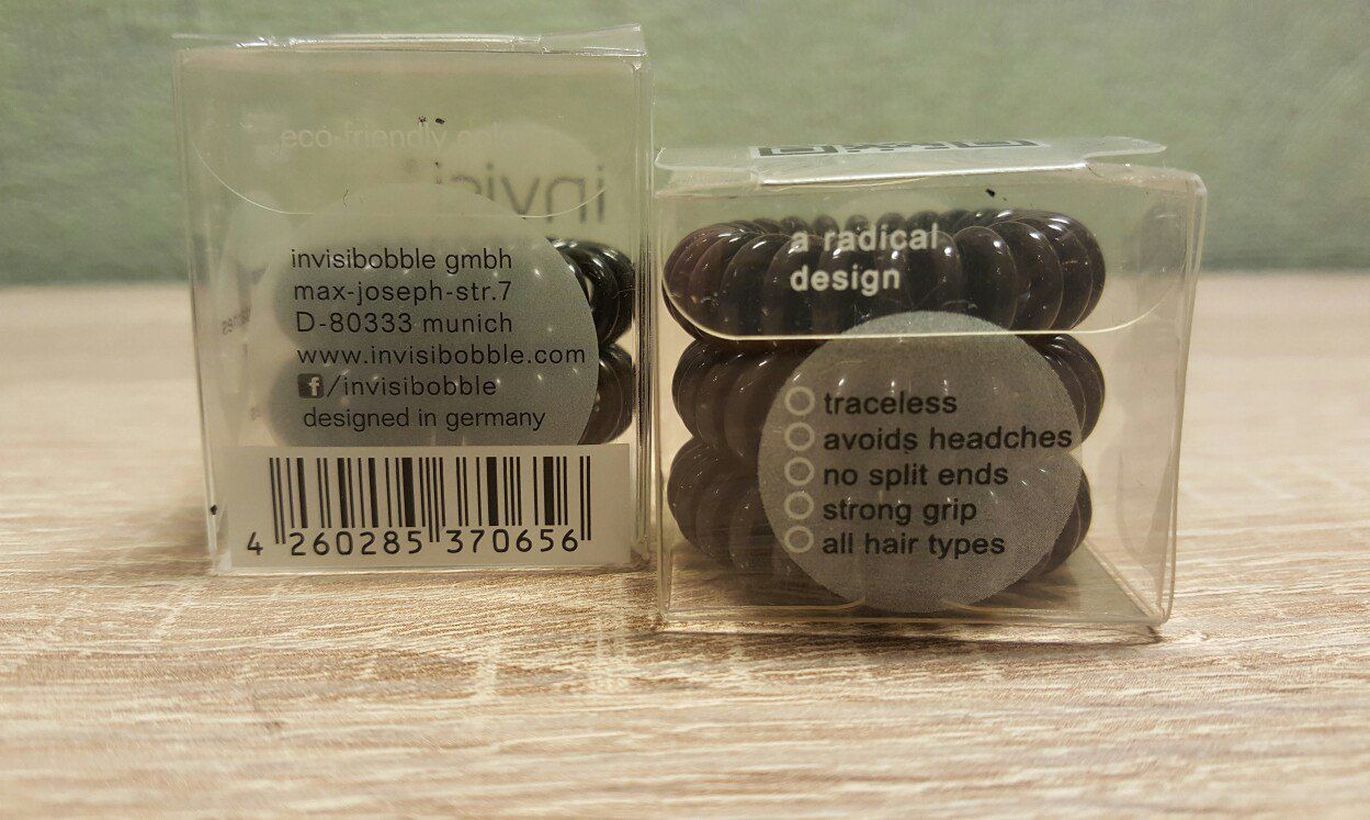 eco-friendly
invisi
invisibobble gmbh
max-joseph-str.7
D-80333 munich
www.invisibobble.com
f/invisibobble
designed in germany
4 260285 370656
a radical
design
traceless
avoids headches
no split ends
strong grip
all hair types